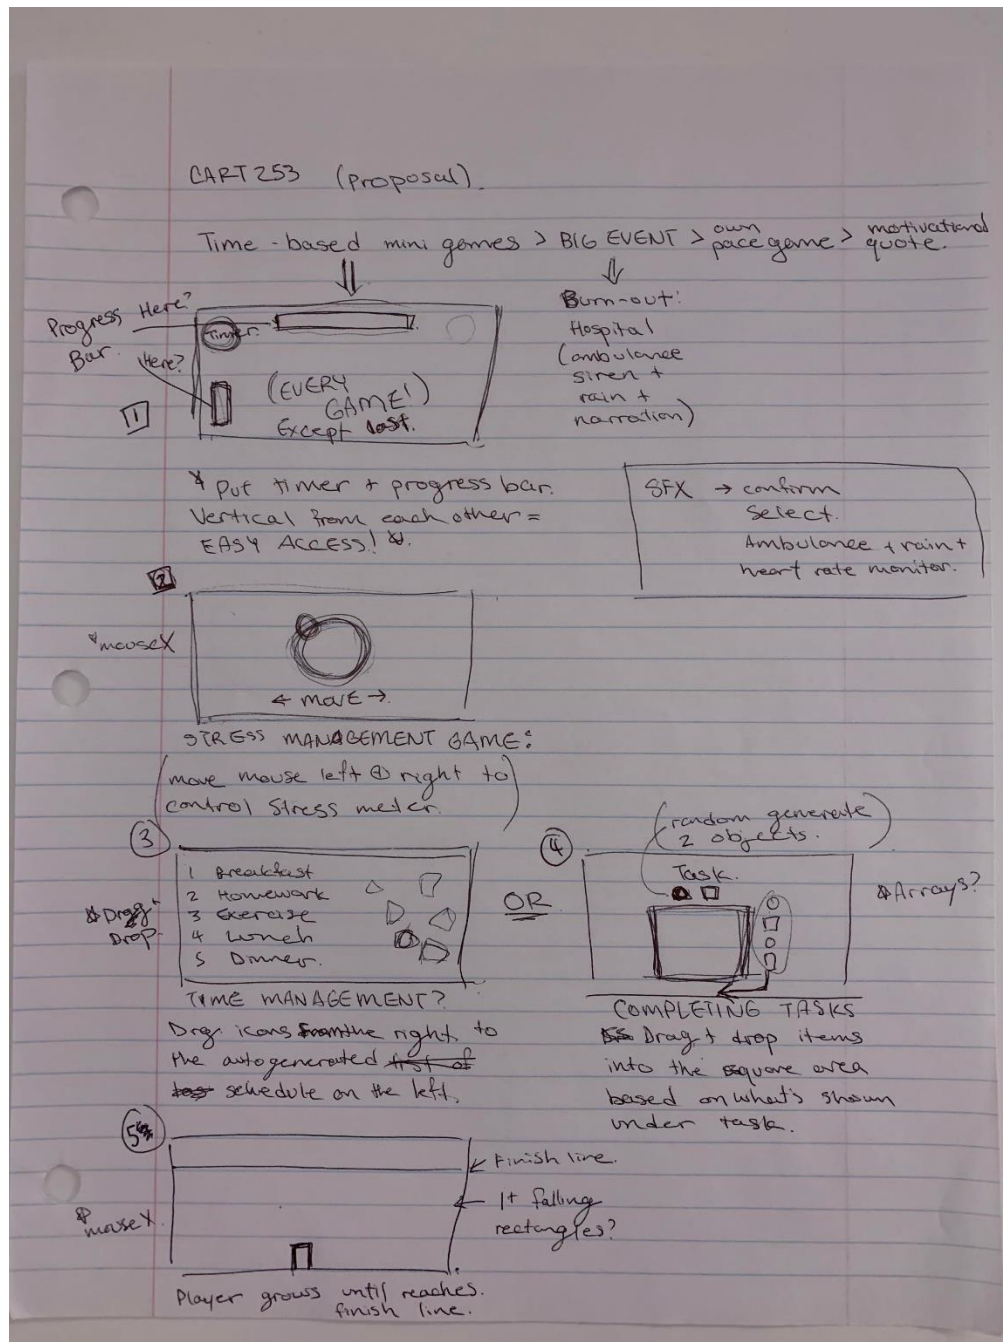 CART 253 (Proposal).
Time-based mini games > BIG EVENT > own pace game > motivational quote.
Progress Bar.
Here?
Here?
Timer.
(EVERY
GAME!)
Except last.
1
Burn-out:
Hospital
(ambulance
siren +
rain +
narration)
* Put timer + progress bar.
Vertical from each other =
EASY ACCESS! *.
SFX → confirm
Select.
Ambulance + rain +
heart rate monitor.
2
*mouseX
← MOVE →.
STRESS MANAGEMENT GAME:
(move mouse left + right to
control stress meter.)
3
*Drag +
Drop
1 Breakfast
2 Homework
3 Exercise
4 Lunch
5 Dinner.
TIME MANAGEMENT?
Drag icons from the right to
the autogenerated
schedule on the left.
OR
4
(random generate
2 objects.)
Task.
*Arrays?
COMPLETING TASKS
Drag + drop items
into the square area
based on what's shown
under task.
5
*mouseX
← Finish line.
← 1+ falling
rectangles?
Player grows until reaches.
finish line.